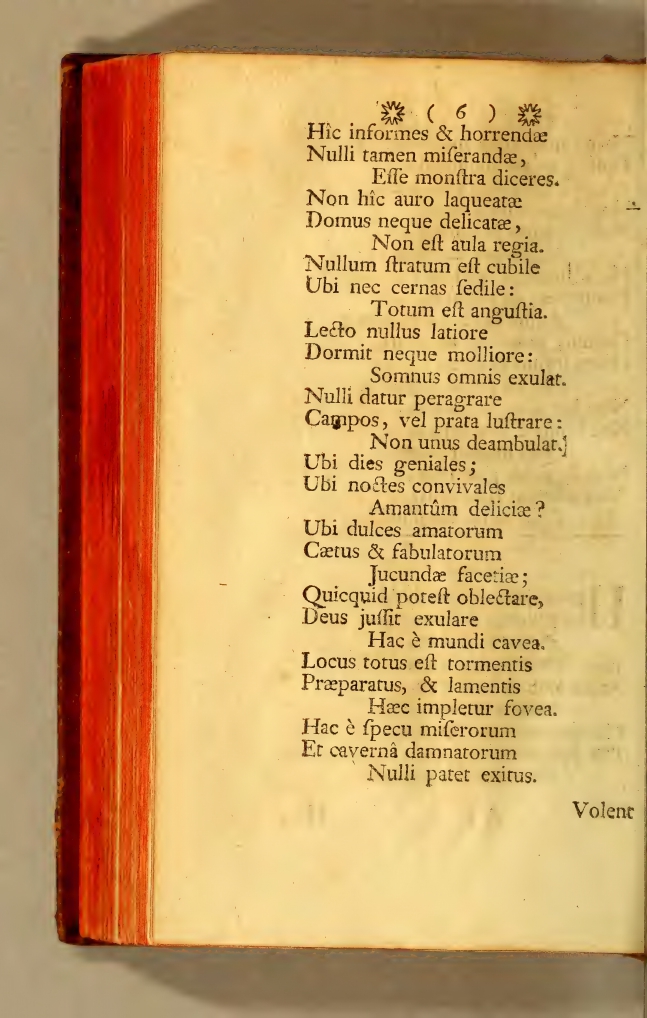 ( 6 )
Hîc informes & horrendæ
Nulli tamen miſerandæ,
Eſſe monſtra diceres.
Non hîc auro laqueatæ
Domus neque delicatæ,
Non eſt aula regia.
Nullum ſtratum eſt cubile
Ubi nec cernas ſedile:
Totum eſt anguſtia.
Lecto nullus latiore
Dormit neque molliore:
Somnus omnis exulat.
Nulli datur peragrare
Campos, vel prata luſtrare:
Non unus deambulat.
Ubi dies geniales;
Ubi noctes convivales
Amantûm deliciæ?
Ubi dulces amatorum
Cætus & fabulatorum
Jucundæ facetiæ;
Quicquid poteſt oblectare,
Deus juſſit exulare
Hac è mundi cavea.
Locus totus eſt tormentis
Præparatus, & lamentis
Hæc impletur fovea.
Hac è ſpecu miſerorum
Et cavernâ damnatorum
Nulli patet exitus.
Volent